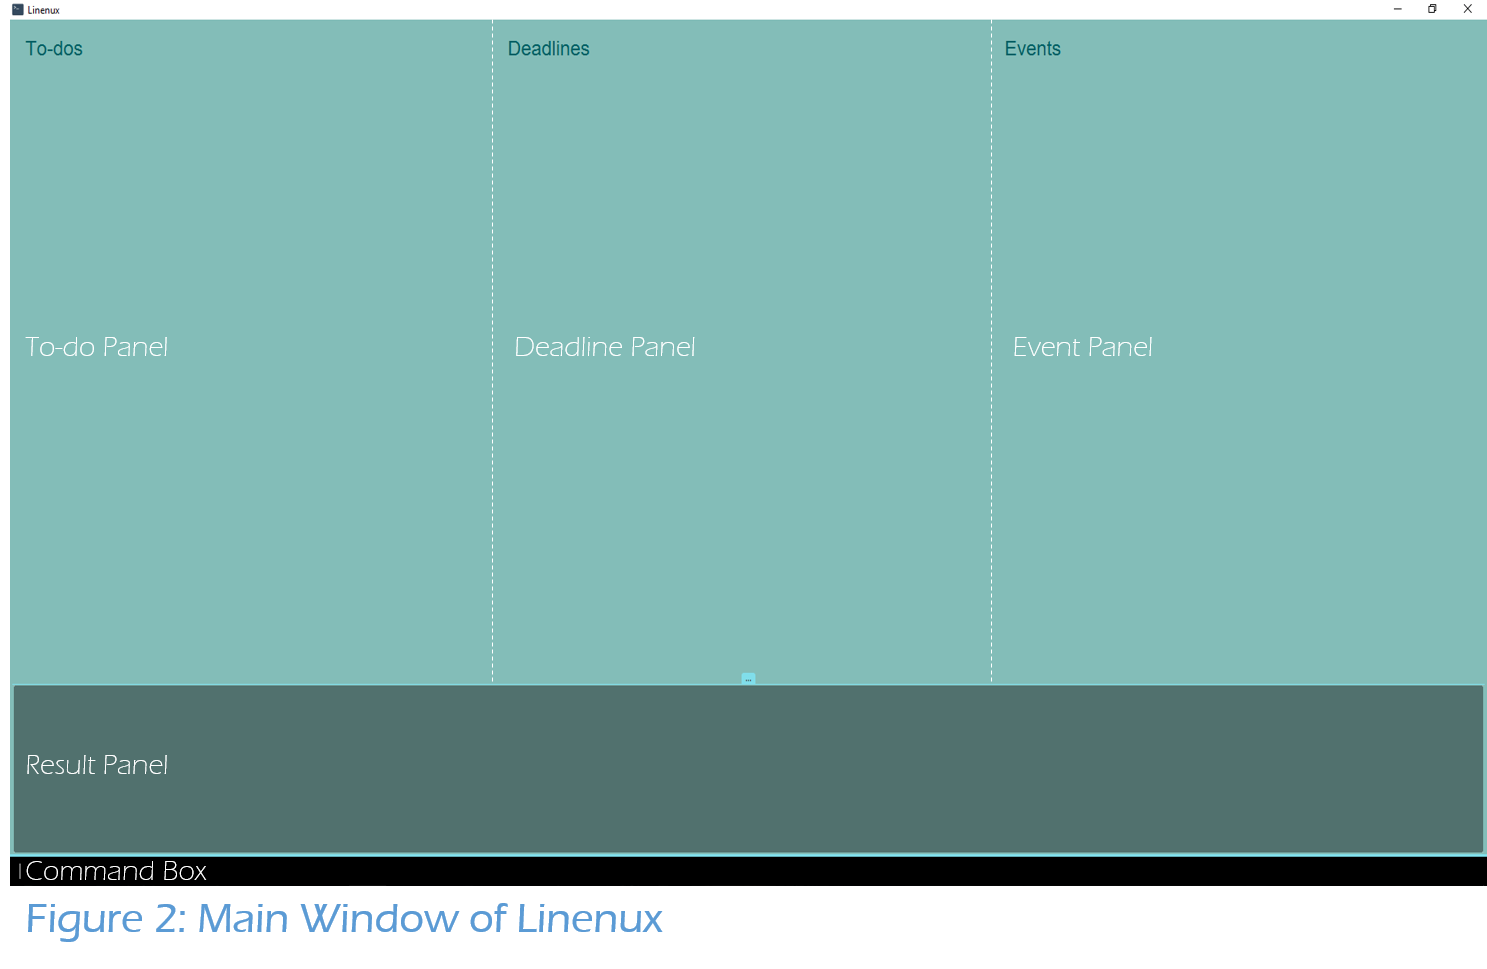 Linenux
To-dos
Deadlines
Events
To-do Panel
Deadline Panel
Event Panel
...
Result Panel
Command Box
Figure 2: Main Window of Linenux